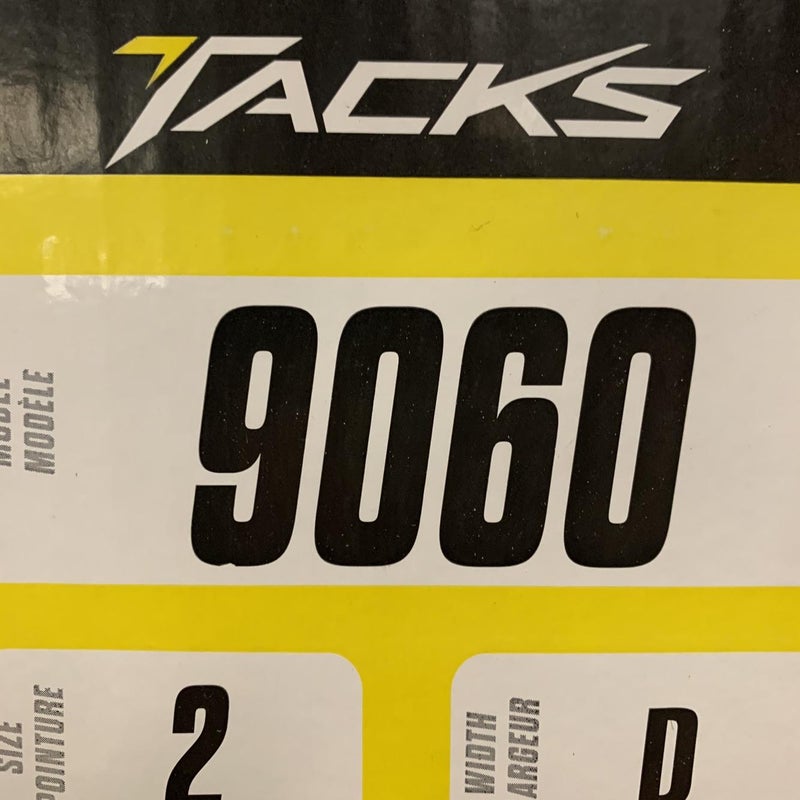 TACKS
MODEL
MODÈLE
9060
SIZE
POINTURE
2
WIDTH
LARGEUR
D